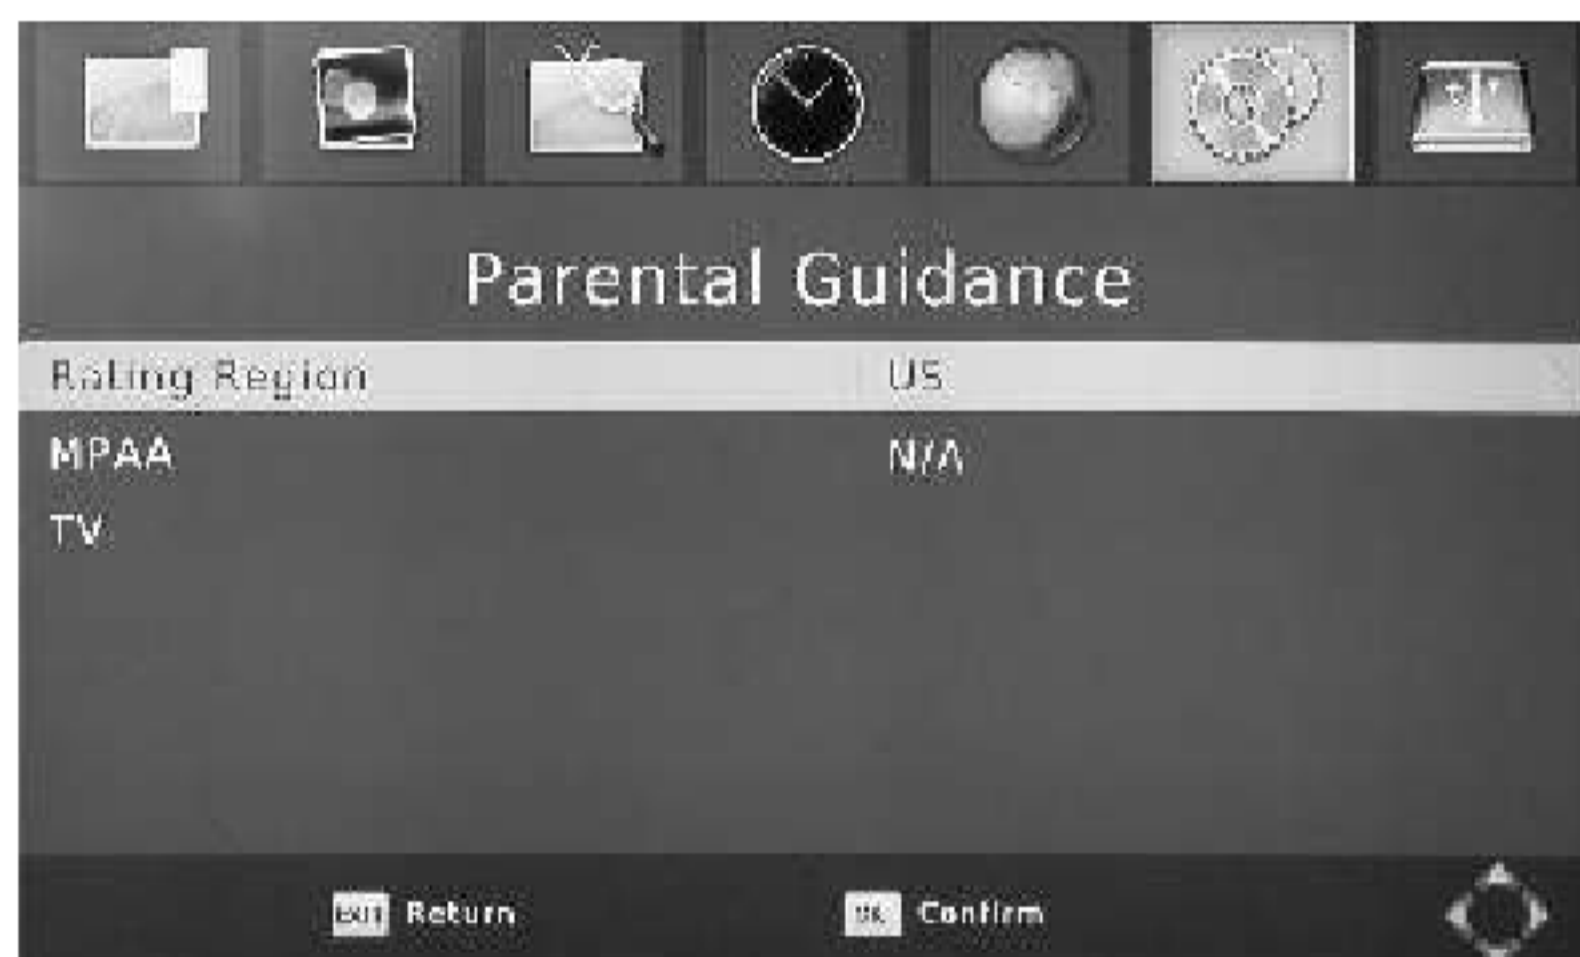 Parental Guidance
Rating Region US
MPAA N/A
TV
EXIT Return OK Confirm